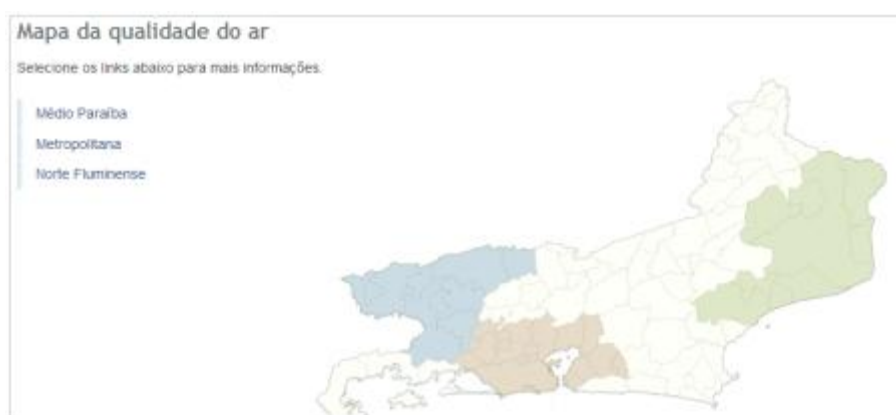 Mapa da qualidade do ar
Selecione os links abaixo para mais informações.
Médio Paraíba
Metropolitana
Norte Fluminense